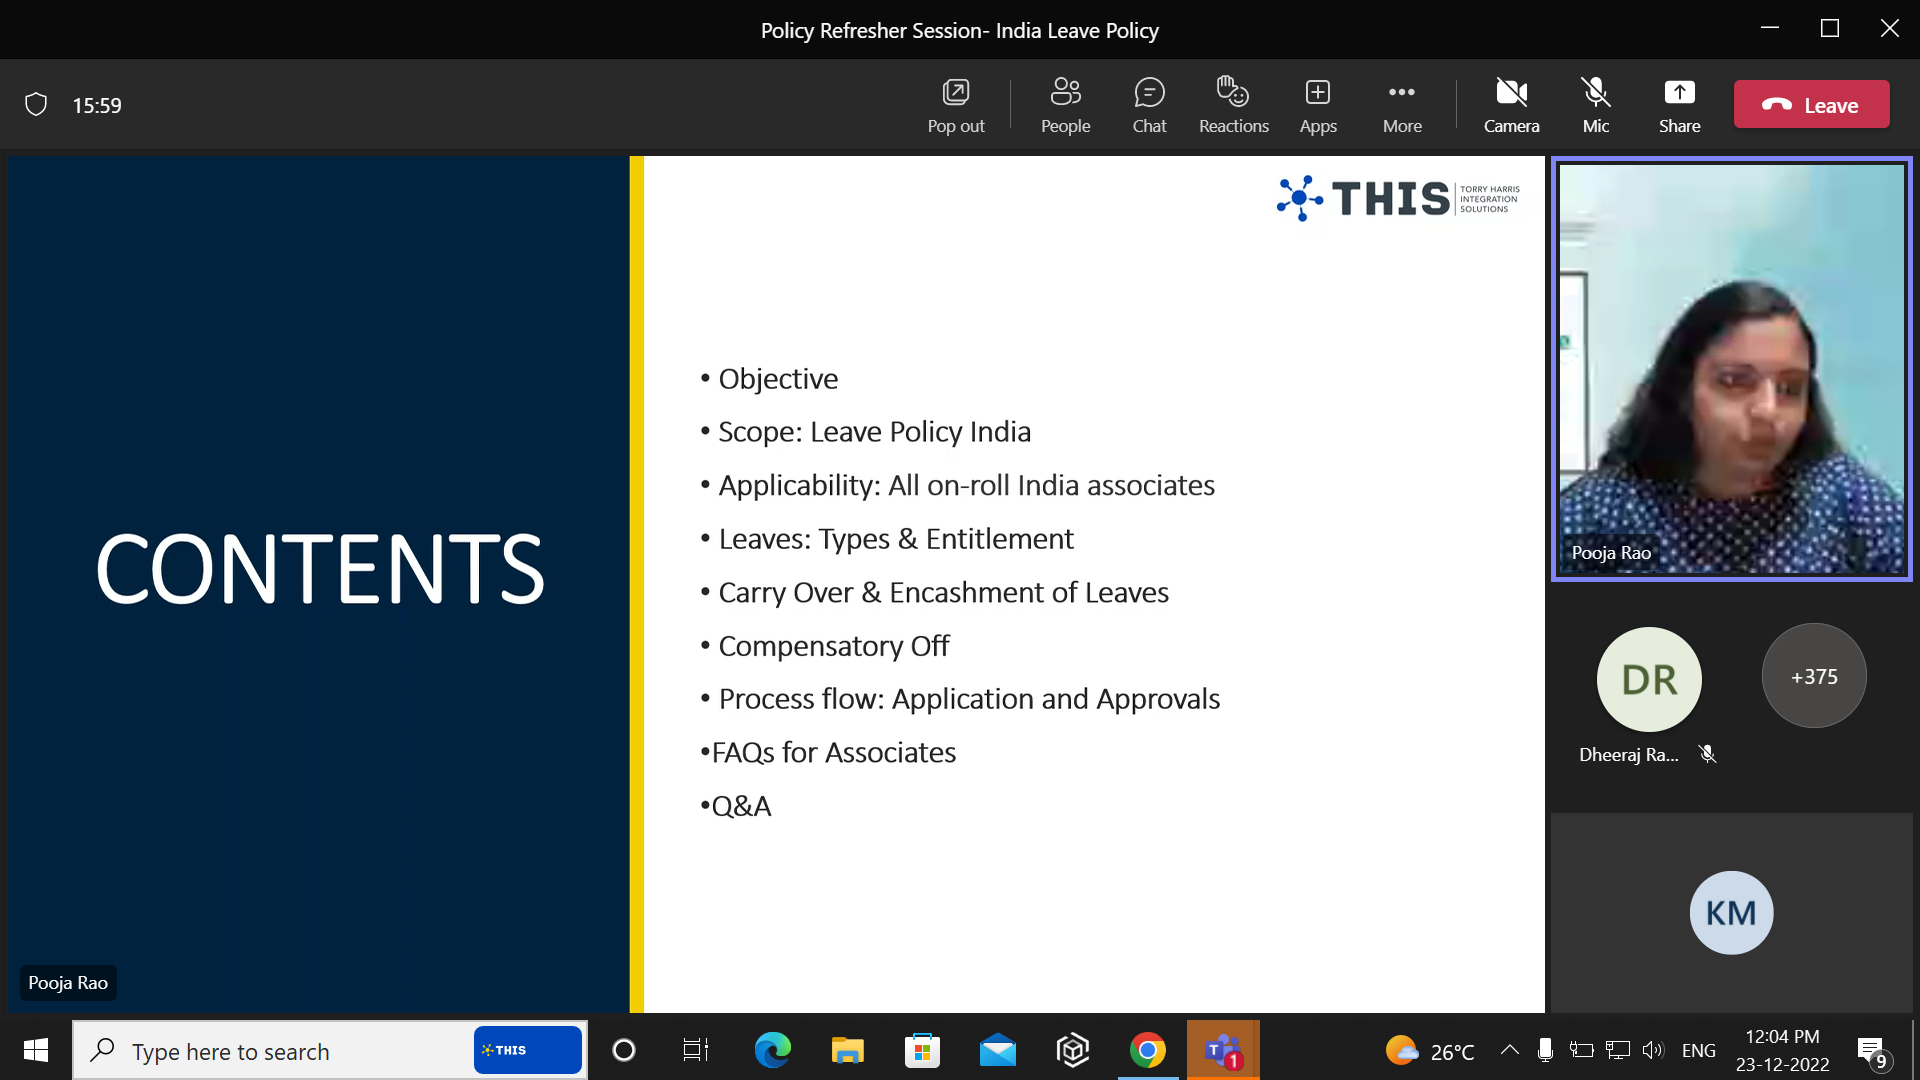 Policy Refresher Session- India Leave Policy
15:59
Pop out
People
Chat
Reactions
Apps
More
Camera
Mic
Share
Leave
THIS
TORRY HARRIS
INTEGRATION
SOLUTIONS
CONTENTS
• Objective
• Scope: Leave Policy India
• Applicability: All on-roll India associates
• Leaves: Types & Entitlement
• Carry Over & Encashment of Leaves
• Compensatory Off
• Process flow: Application and Approvals
•FAQs for Associates
•Q&A
Pooja Rao
Pooja Rao
DR
+375
Dheeraj Ra...
KM
Type here to search
THIS
T
1
26°C
ENG
12:04 PM
23-12-2022
9